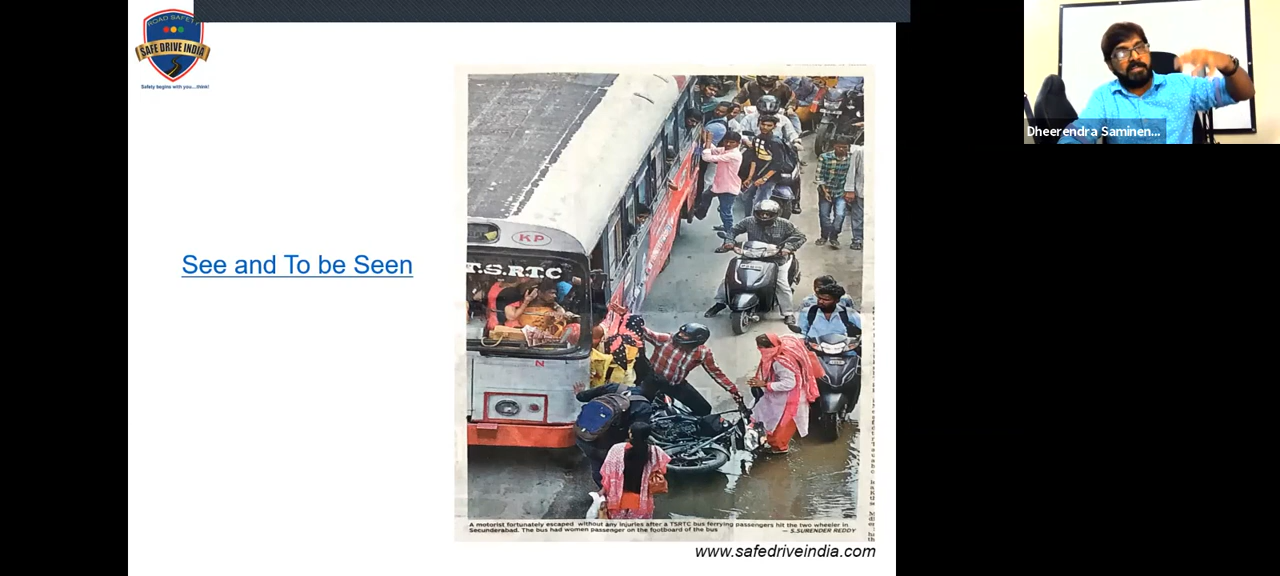 ROAD SAFETY
SAFE DRIVE INDIA
Safety begins with you...think!
See and To be Seen
KP
T.S.RTC
N
A motorist fortunately escaped without any injuries after a TSRTC bus ferrying passengers hit the two wheeler in
Secunderabad. The bus had women passenger on the footboard of the bus — S.SURENDER REDDY
www.safedriveindia.com
Dheerendra Saminen...